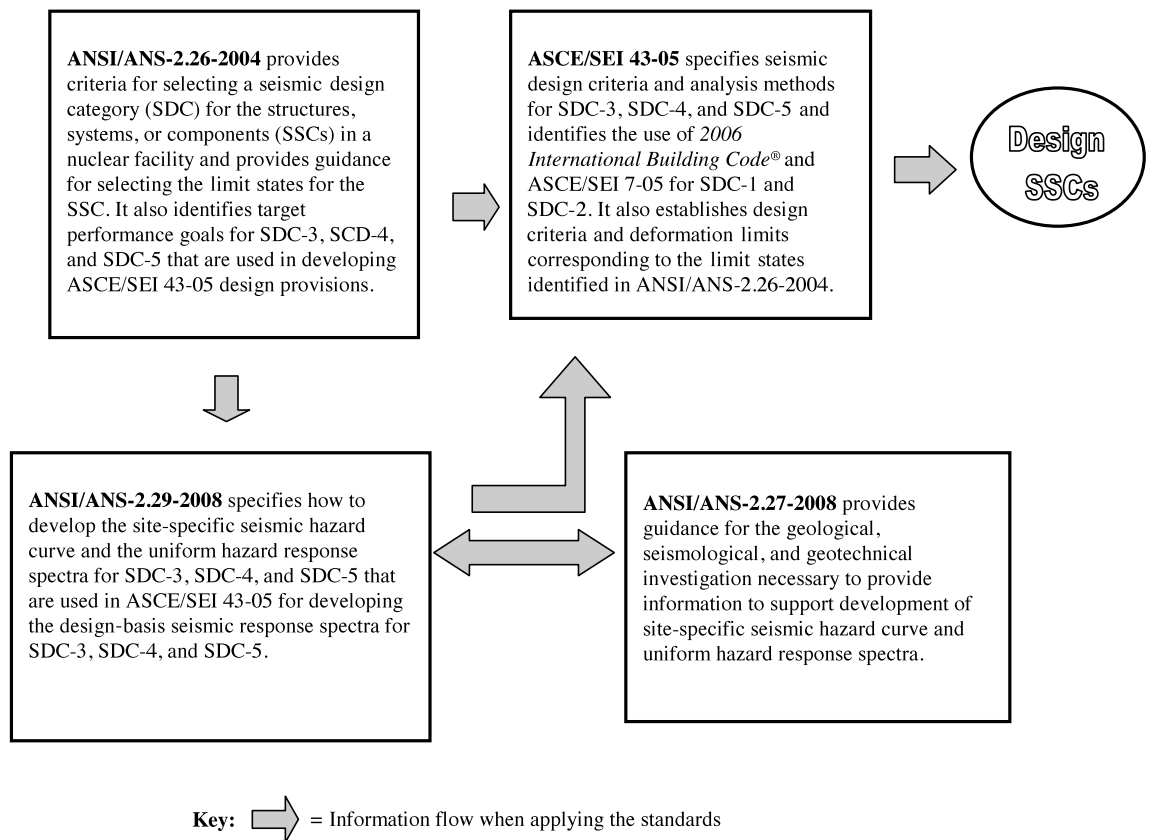 ANSI/ANS-2.26-2004 provides
criteria for selecting a seismic design
category (SDC) for the structures,
systems, or components (SSCs) in a
nuclear facility and provides guidance
for selecting the limit states for the
SSC. It also identifies target
performance goals for SDC-3, SCD-4,
and SDC-5 that are used in developing
ASCE/SEI 43-05 design provisions.
ASCE/SEI 43-05 specifies seismic
design criteria and analysis methods
for SDC-3, SDC-4, and SDC-5 and
identifies the use of 2006
International Building Code® and
ASCE/SEI 7-05 for SDC-1 and
SDC-2. It also establishes design
criteria and deformation limits
corresponding to the limit states
identified in ANSI/ANS-2.26-2004.
Design
SSCs
ANSI/ANS-2.29-2008 specifies how to
develop the site-specific seismic hazard
curve and the uniform hazard response
spectra for SDC-3, SDC-4, and SDC-5 that
are used in ASCE/SEI 43-05 for developing
the design-basis seismic response spectra for
SDC-3, SDC-4, and SDC-5.
ANSI/ANS-2.27-2008 provides
guidance for the geological,
seismological, and geotechnical
investigation necessary to provide
information to support development of
site-specific seismic hazard curve and
uniform hazard response spectra.
Key: = Information flow when applying the standards